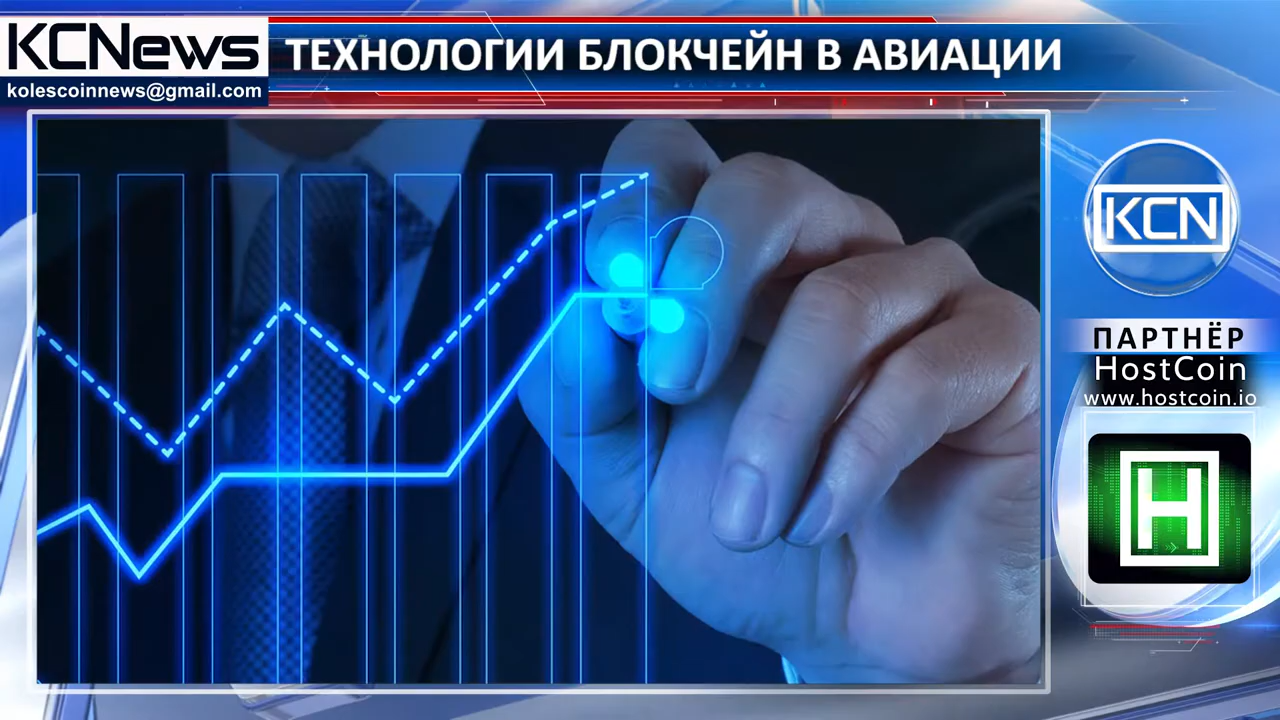 KCNews
kolescoinnews@gmail.com
ТЕХНОЛОГИИ БЛОКЧЕЙН В АВИАЦИИ
KCN
ПАРТНЁР
HostCoin
www.hostcoin.io
H